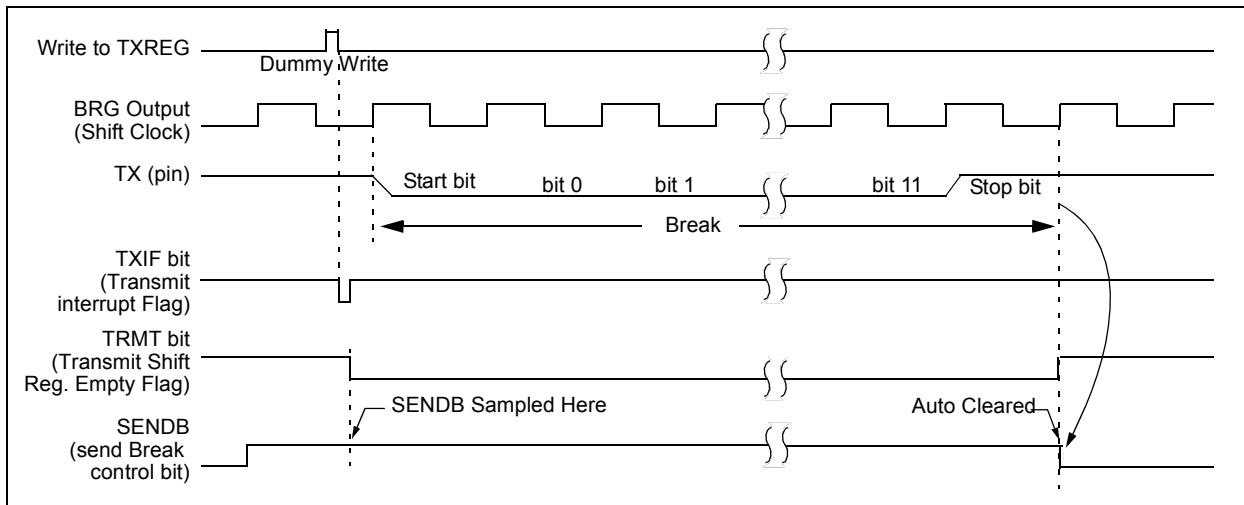 Write to TXREG
Dummy Write
BRG Output
(Shift Clock)
TX (pin)
Start bit
bit 0
bit 1
bit 11
Stop bit
Break
TXIF bit
(Transmit
interrupt Flag)
TRMT bit
(Transmit Shift
Reg. Empty Flag)
SENDB Sampled Here
Auto Cleared
SENDB
(send Break
control bit)